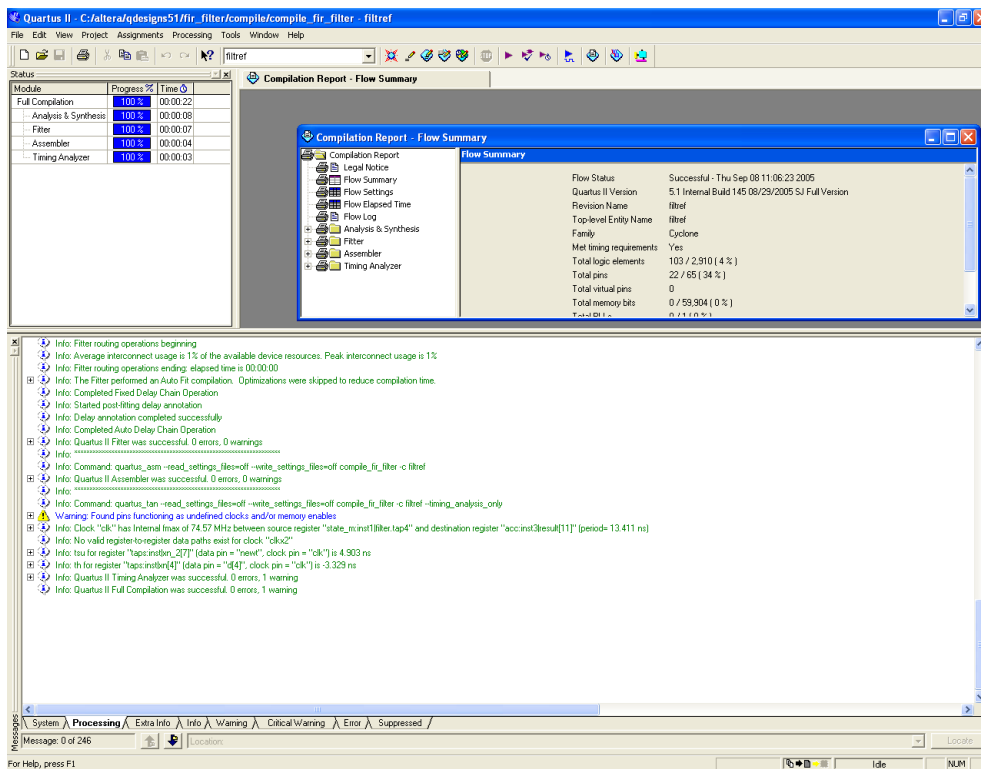 Quartus II - C:/altera/qdesigns51/fir_filter/compile/compile_fir_filter - filtref
File Edit View Project Assignments Processing Tools Window Help
filtref
Status
Module Progress % Time
Full Compilation 100 % 00:00:22
Analysis & Synthesis 100 % 00:00:08
Fitter 100 % 00:00:07
Assembler 100 % 00:00:04
Timing Analyzer 100 % 00:00:03
Compilation Report - Flow Summary
Compilation Report - Flow Summary
Compilation Report
Legal Notice
Flow Summary
Flow Settings
Flow Elapsed Time
Flow Log
Analysis & Synthesis
Fitter
Assembler
Timing Analyzer
Flow Summary
Flow Status Successful - Thu Sep 08 11:06:23 2005
Quartus II Version 5.1 Internal Build 145 08/29/2005 SJ Full Version
Revision Name filtref
Top-level Entity Name filtref
Family Cyclone
Met timing requirements Yes
Total logic elements 103 / 2,910 ( 4 % )
Total pins 22 / 65 ( 34 % )
Total virtual pins 0
Total memory bits 0 / 59,904 ( 0 % )
Total PLLs 0 / 1 ( 0 % )
Info: Fitter routing operations beginning
Info: Average interconnect usage is 1% of the available device resources. Peak interconnect usage is 1%
Info: Fitter routing operations ending: elapsed time is 00:00:00
Info: The Fitter performed an Auto Fit compilation. Optimizations were skipped to reduce compilation time.
Info: Completed Fixed Delay Chain Operation
Info: Started post-fitting delay annotation
Info: Delay annotation completed successfully
Info: Completed Auto Delay Chain Operation
Info: Quartus II Fitter was successful. 0 errors, 0 warnings
Info: *******************************************************************
Info: Command: quartus_asm --read_settings_files=off --write_settings_files=off compile_fir_filter -c filtref
Info: Quartus II Assembler was successful. 0 errors, 0 warnings
Info: *******************************************************************
Info: Command: quartus_tan --read_settings_files=off --write_settings_files=off compile_fir_filter -c filtref --timing_analysis_only
Warning: Found pins functioning as undefined clocks and/or memory enables
Info: Clock "clk" has Internal fmax of 74.57 MHz between source register "state_m:inst1|filter.tap4" and destination register "acc:inst3|result[11]" (period= 13.411 ns)
Info: No valid register-to-register data paths exist for clock "clkx2"
Info: tsu for register "taps:inst|xn_2[7]" (data pin = "newt", clock pin = "clk") is 4.903 ns
Info: th for register "taps:inst|xn[4]" (data pin = "d[4]", clock pin = "clk") is -3.329 ns
Info: Quartus II Timing Analyzer was successful. 0 errors, 1 warning
Info: Quartus II Full Compilation was successful. 0 errors, 1 warning
System Processing Extra Info Info Warning Critical Warning Error Suppressed
Messages
Message: 0 of 246 Location: Locate
For Help, press F1 Idle NUM